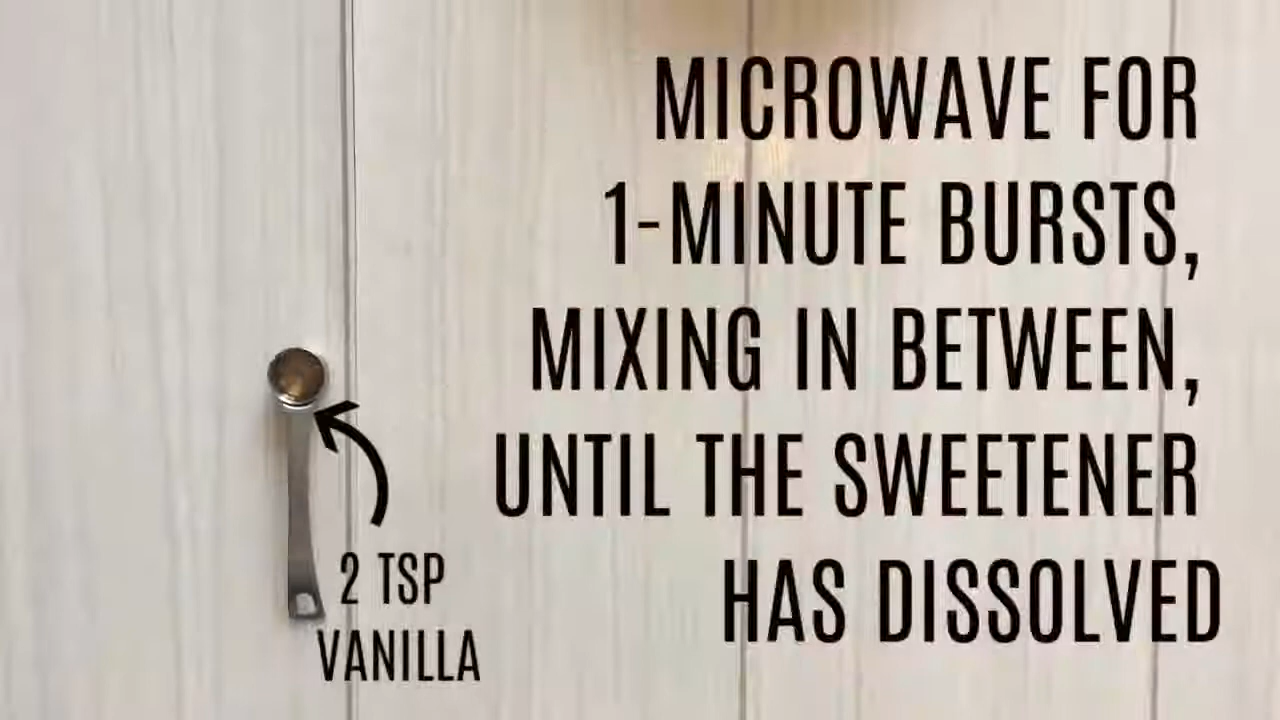 MICROWAVE FOR
1-MINUTE BURSTS,
MIXING IN BETWEEN,
UNTIL THE SWEETENER
HAS DISSOLVED
2 TSP
VANILLA